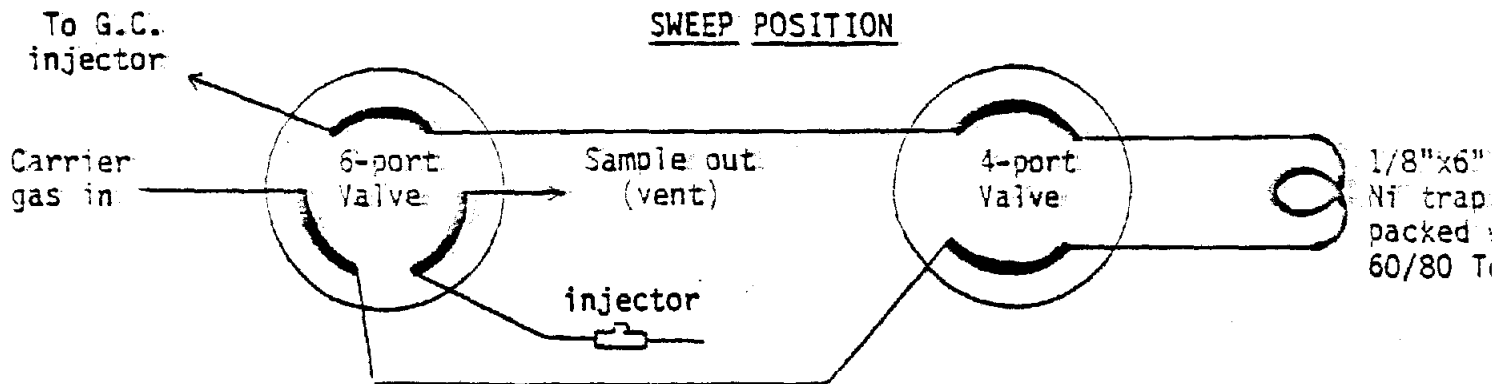 SWEEP POSITION
To G.C.
injector
Carrier
gas in
6-port
Valve
Sample out
(vent)
4-port
Valve
1/8"x6"
Ni trap
packed
60/80
injector